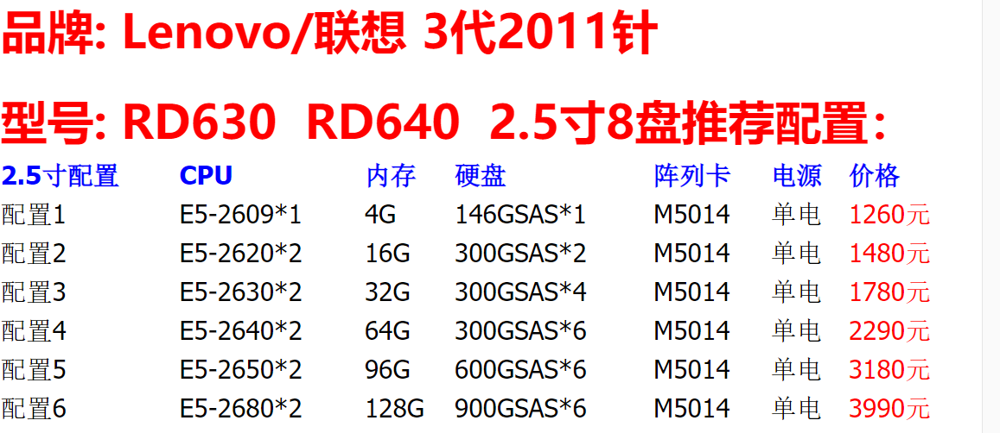 品牌: Lenovo/联想 3代2011针
型号: RD630 RD640 2.5寸8盘推荐配置：
2.5寸配置 CPU 内存 硬盘 阵列卡 电源 价格
配置1 E5-2609*1 4G 146GSAS*1 M5014 单电 1260元
配置2 E5-2620*2 16G 300GSAS*2 M5014 单电 1480元
配置3 E5-2630*2 32G 300GSAS*4 M5014 单电 1780元
配置4 E5-2640*2 64G 300GSAS*6 M5014 单电 2290元
配置5 E5-2650*2 96G 600GSAS*6 M5014 单电 3180元
配置6 E5-2680*2 128G 900GSAS*6 M5014 单电 3990元